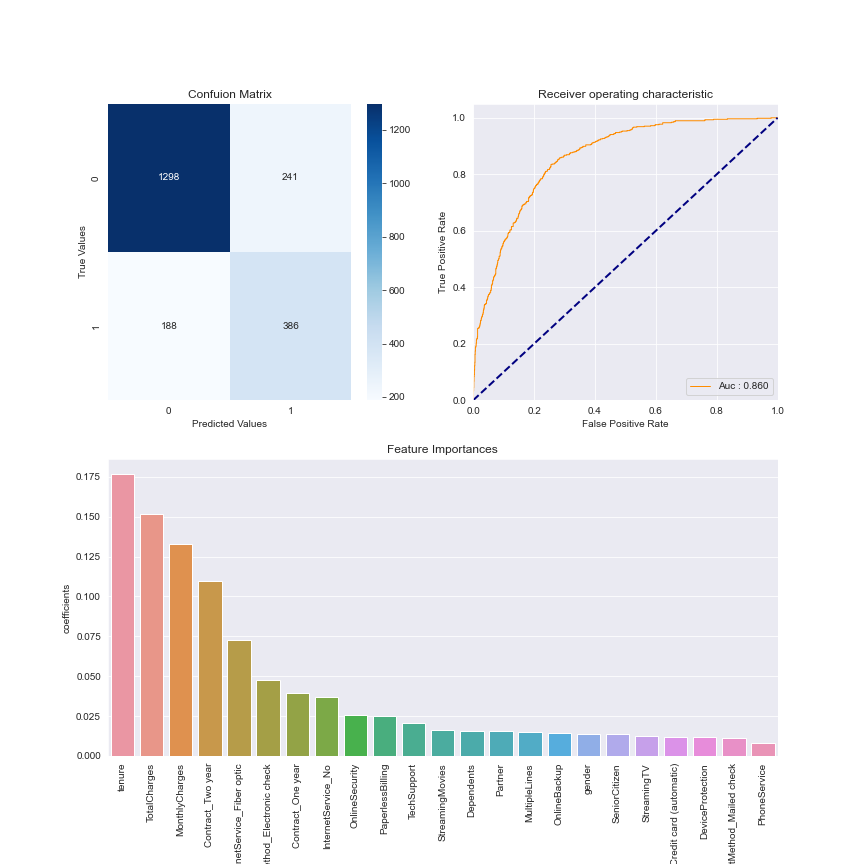 Confuion Matrix
0
1
True Values
1298
241
188
386
0
1
Predicted Values
1200
1000
800
600
400
200
Receiver operating characteristic
1.0
0.8
0.6
0.4
0.2
0.0
True Positive Rate
0.0
0.2
0.4
0.6
0.8
1.0
False Positive Rate
Auc : 0.860
Feature Importances
0.175
0.150
0.125
0.100
0.075
0.050
0.025
0.000
coefficients
tenure
TotalCharges
MonthlyCharges
Contract_Two year
netService_Fiber optic
thod_Electronic check
Contract_One year
InternetService_No
OnlineSecurity
PaperlessBilling
TechSupport
StreamingMovies
Dependents
Partner
MultipleLines
OnlineBackup
gender
SeniorCitizen
StreamingTV
Credit card (automatic)
DeviceProtection
tMethod_Mailed check
PhoneService